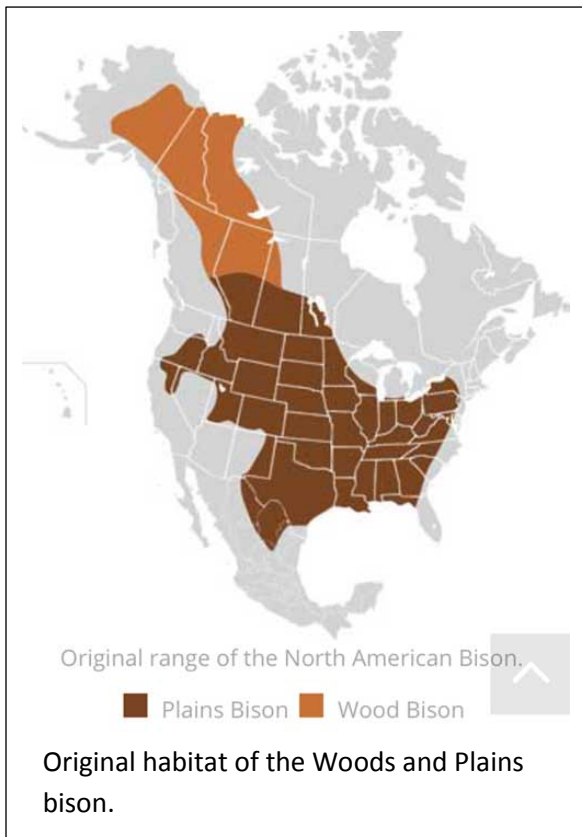 Original range of the North American Bison.
Plains Bison Wood Bison
Original habitat of the Woods and Plains
bison.